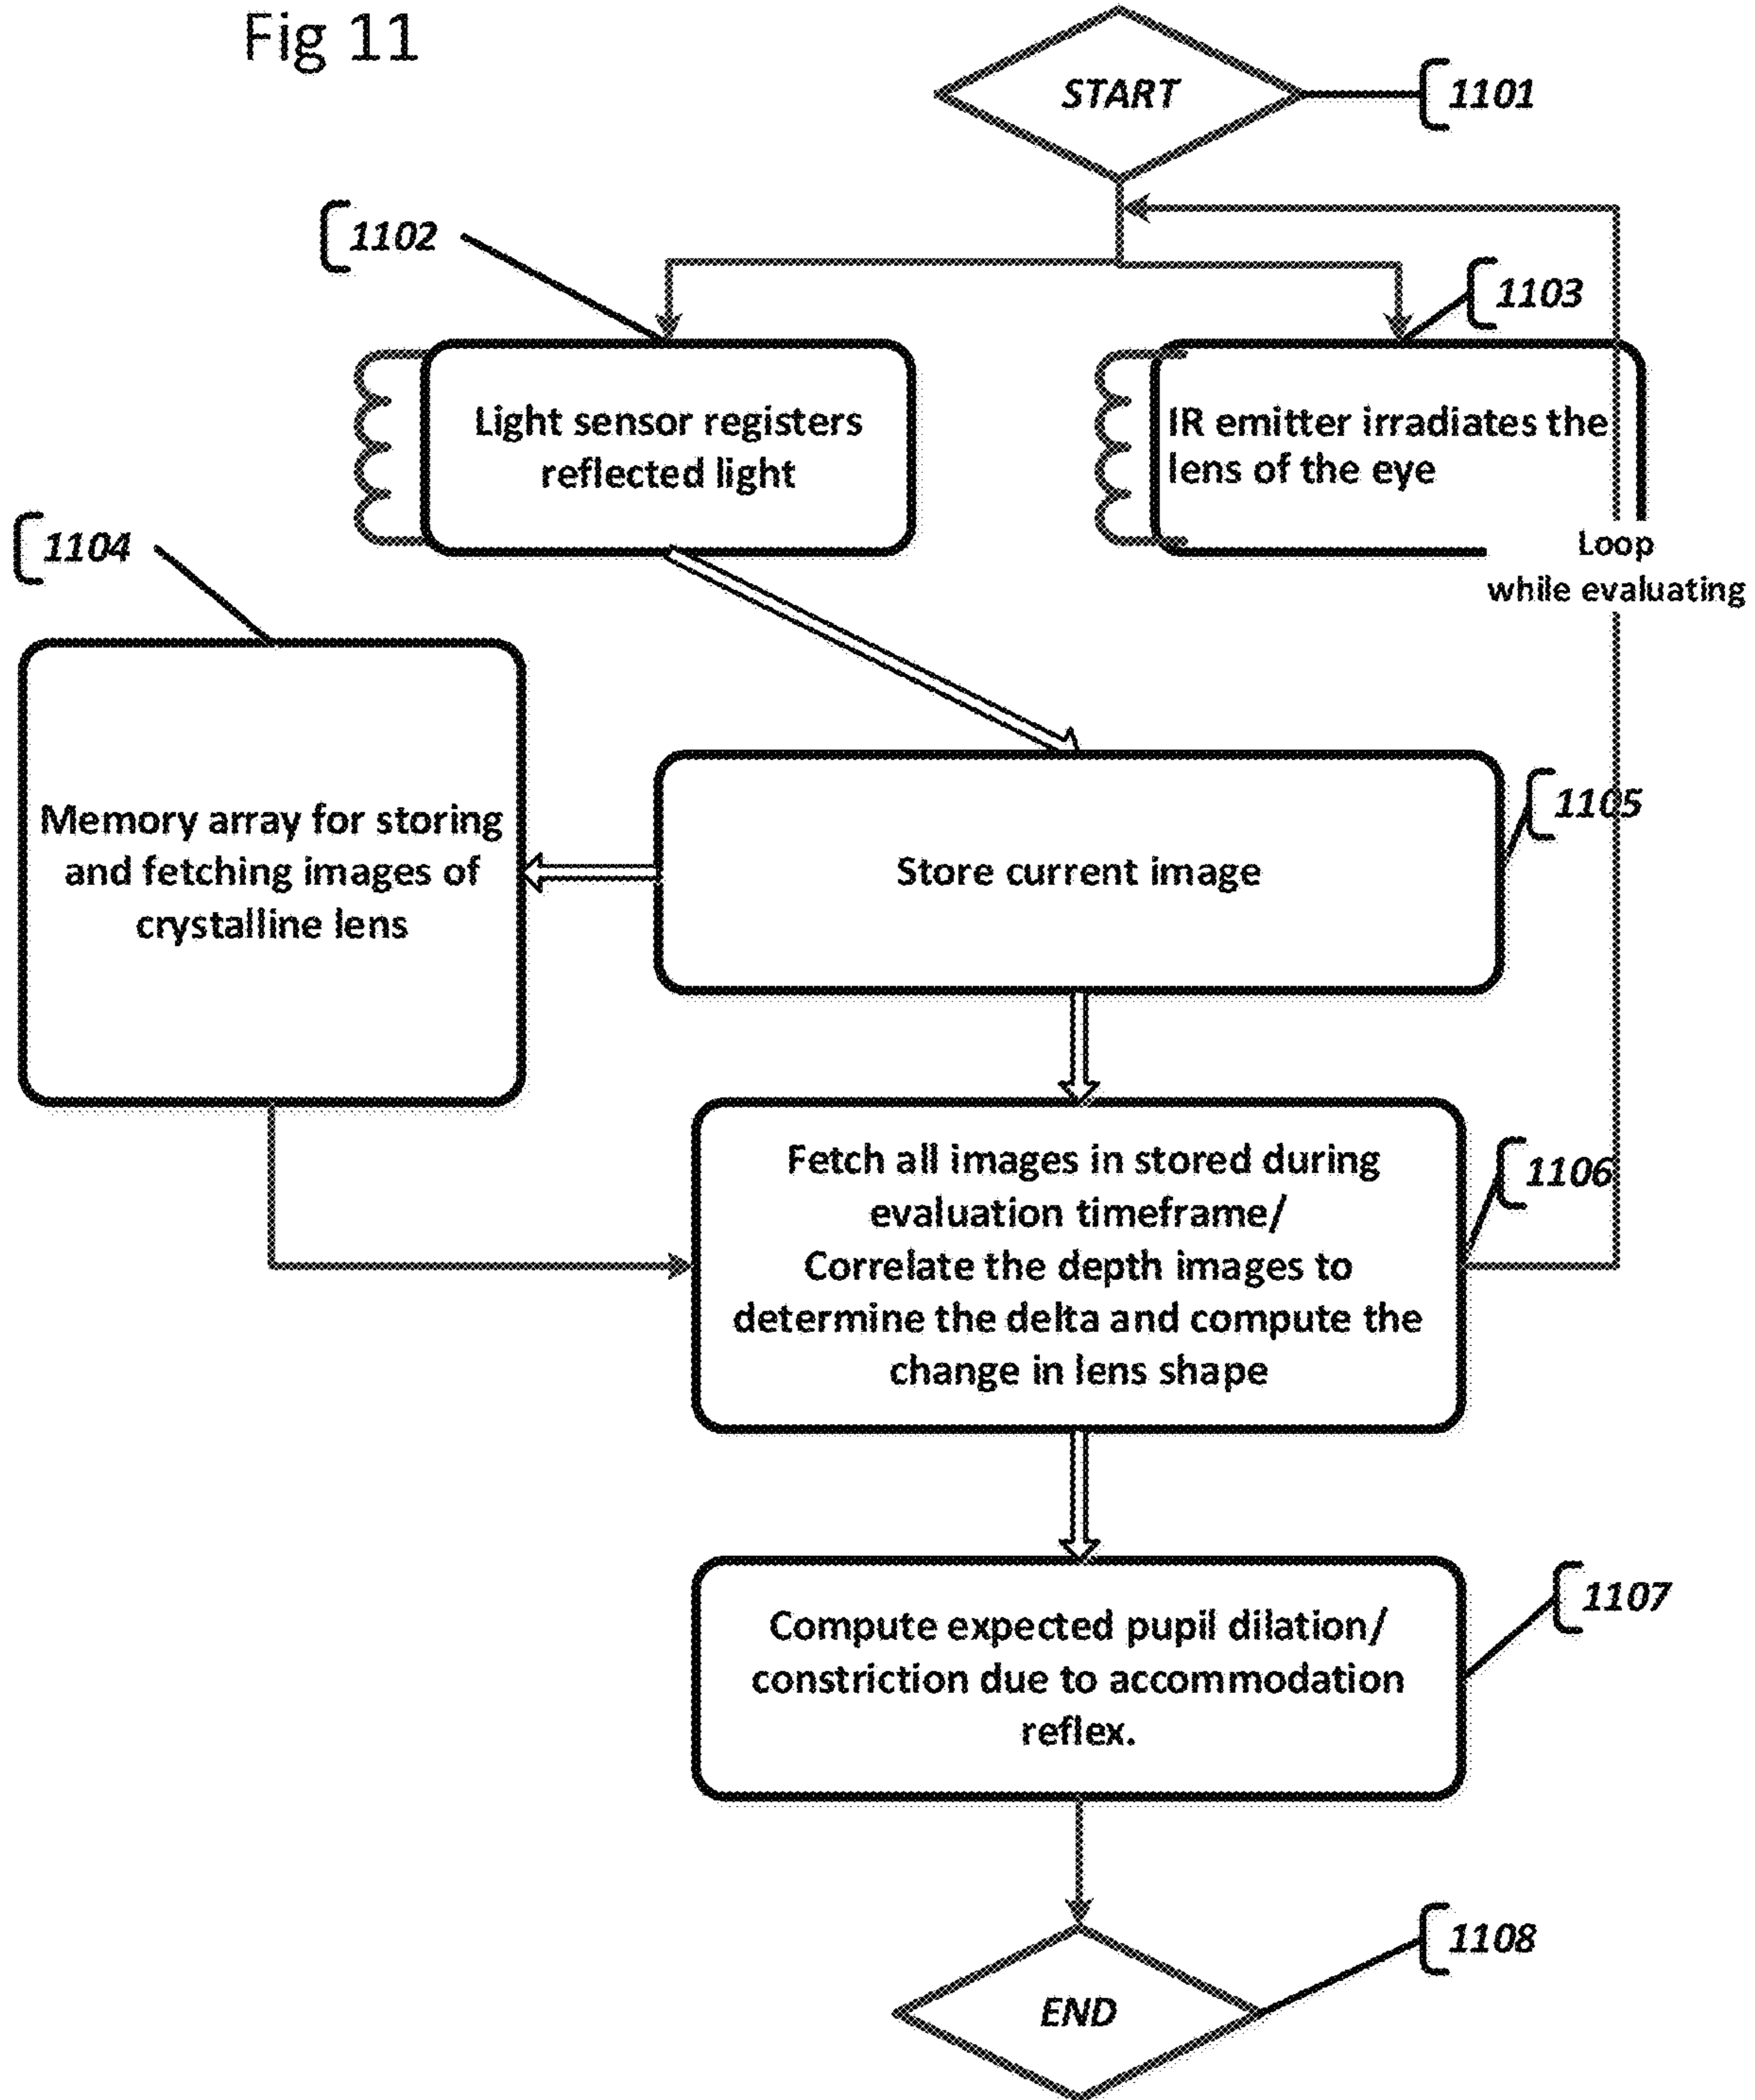 Fig 11
START
1101
1102
1103
Light sensor registers
reflected light
IR emitter irradiates the
lens of the eye
Loop
while evaluating
1104
Memory array for storing
and fetching images of
crystalline lens
1105
Store current image
1106
Fetch all images in stored during
evaluation timeframe/
Correlate the depth images to
determine the delta and compute the
change in lens shape
1107
Compute expected pupil dilation/
constriction due to accommodation
reflex.
1108
END